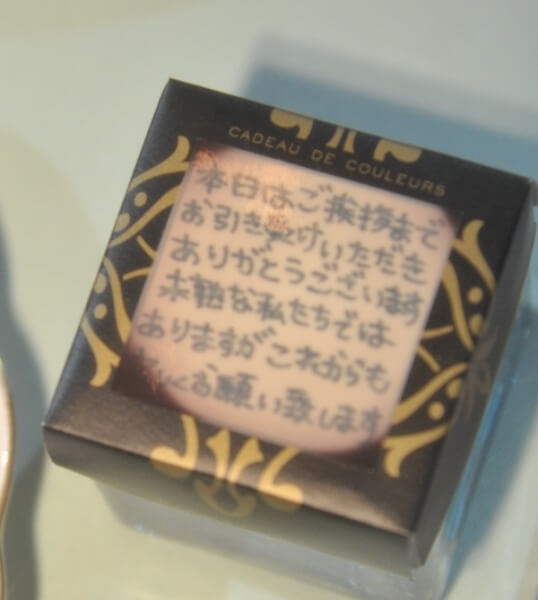 CADEAU DE COULEURS
本日はご挨拶まで
お引き受けいただき
ありがとうございます
未熟な私たちでは
ありますがこれからも
お願い致します